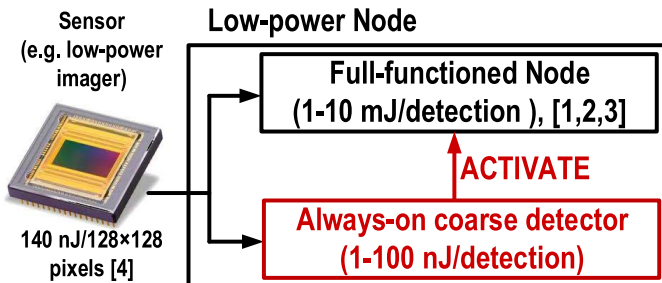 Sensor
(e.g. low-power
imager)
140 nJ/128×128
pixels [4]
Low-power Node
Full-functioned Node
(1-10 mJ/detection ), [1,2,3]
ACTIVATE
Always-on coarse detector
(1-100 nJ/detection)